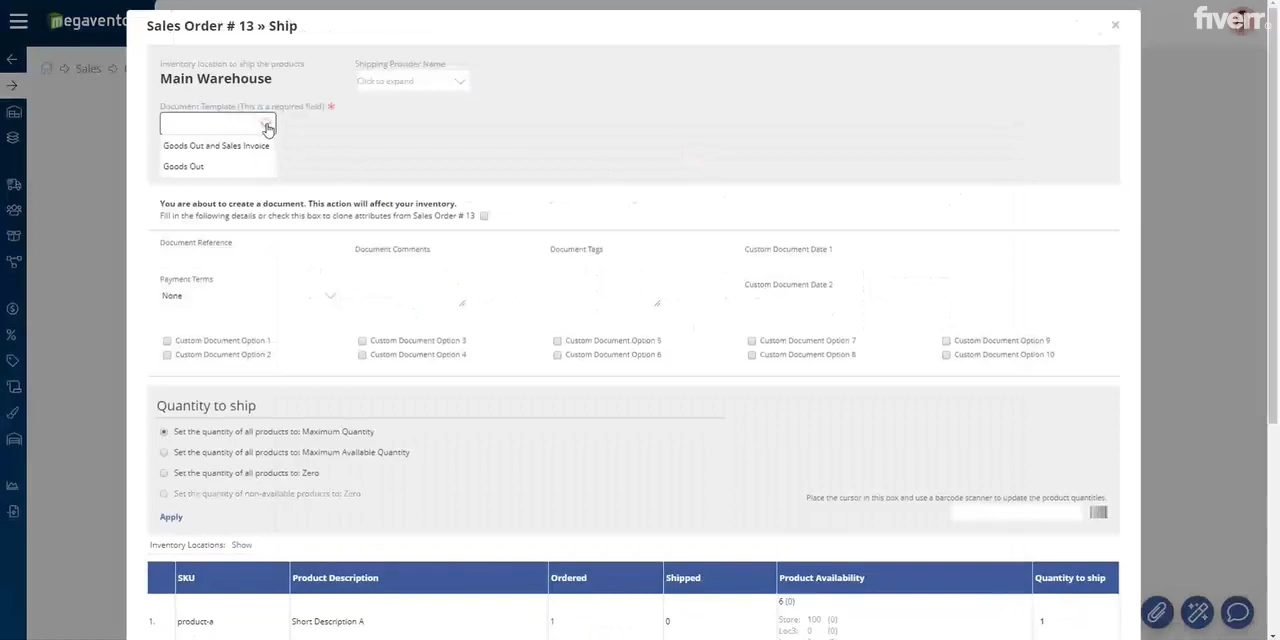 megavento
fiverr.
Sales Order # 13 » Ship
Sales
Inventory location to ship the products
Main Warehouse
Shipping Provider Name
Click to expand
Document Template (This is a required field) *
Goods Out and Sales Invoice
Goods Out
You are about to create a document. This action will affect your inventory.
Fill in the following details or check this box to clone attributes from Sales Order # 13
Document Reference
Document Comments
Document Tags
Custom Document Date 1
Payment Terms
None
Custom Document Date 2
Custom Document Option 1
Custom Document Option 3
Custom Document Option 5
Custom Document Option 7
Custom Document Option 9
Custom Document Option 2
Custom Document Option 4
Custom Document Option 6
Custom Document Option 8
Custom Document Option 10
Quantity to ship
Set the quantity of all products to: Maximum Quantity
Set the quantity of all products to: Maximum Available Quantity
Set the quantity of all products to: Zero
Set the quantity of non-available products to: Zero
Place the cursor in this box and use a barcode scanner to update the product quantities.
Apply
Inventory Locations: Show
SKU Product Description Ordered Shipped Product Availability Quantity to ship
6 (0)
1. product-a Short Description A 1 0 Store: 100 (0) 1
Loc3: 0 (0)